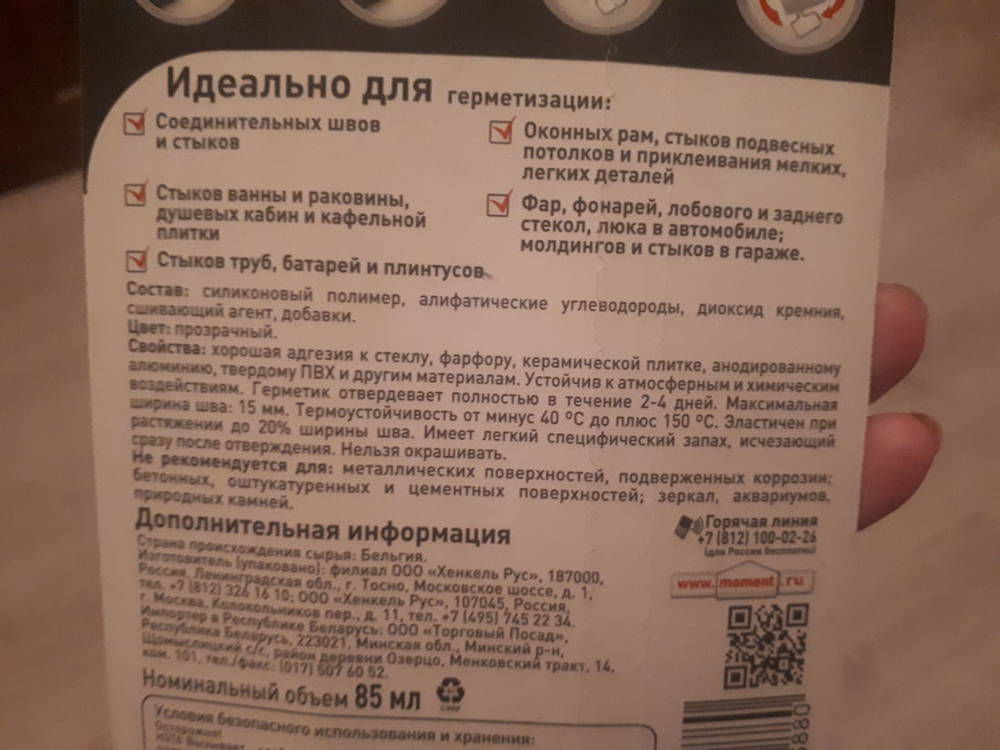 Идеально для герметизации:
Соединительных швов
и стыков
Стыков ванны и раковины,
душевых кабин и кафельной
плитки
Стыков труб, батарей и плинтусов
Оконных рам, стыков подвесных
потолков и приклеивания мелких,
легких деталей
Фар, фонарей, лобового и заднего
стекол, люка в автомобиле;
молдингов и стыков в гараже.
Состав: силиконовый полимер, алифатические углеводороды, диоксид кремния,
сшивающий агент, добавки.
Цвет: прозрачный.
Свойства: хорошая адгезия к стеклу, фарфору, керамической плитке, анодированному
алюминию, твердому ПВХ и другим материалам. Устойчив к атмосферным и химическим
воздействиям. Герметик отвердевает полностью в течение 2-4 дней. Максимальная
ширина шва: 15 мм. Термоустойчивость от минус 40 °С до плюс 150 °С. Эластичен при
растяжении до 20% ширины шва. Имеет легкий специфический запах, исчезающий
сразу после отверждения. Нельзя окрашивать.
Не рекомендуется для: металлических поверхностей, подверженных коррозии;
бетонных, оштукатуренных и цементных поверхностей; зеркал, аквариумов,
природных камней.
Дополнительная информация
Страна происхождения сырья: Бельгия.
Изготовитель (упаковано): филиал ООО «Хенкель Рус», 187000,
Россия, Ленинградская обл., г. Тосно, Московское шоссе, д. 1,
тел. +7 (812) 326 16 10; ООО «Хенкель Рус», 107045, Россия,
г. Москва, Колокольников пер., д. 11, тел. +7 (495) 745 22 34.
Импортер в Республике Беларусь: ООО «Торговый Посад»,
Республика Беларусь, 223021, Минская обл., Минский р-н,
Щомыслицкий с/с, район деревни Озерцо, Менковский тракт, 14,
ком. 101, тел./факс: (017) 507 60 52.
Горячая линия
+7 (812) 100-02-26
(для России бесплатно)
www.moment.ru
Номинальный объем 85 мл
Условия безопасного использования и хранения:
Осторожно!